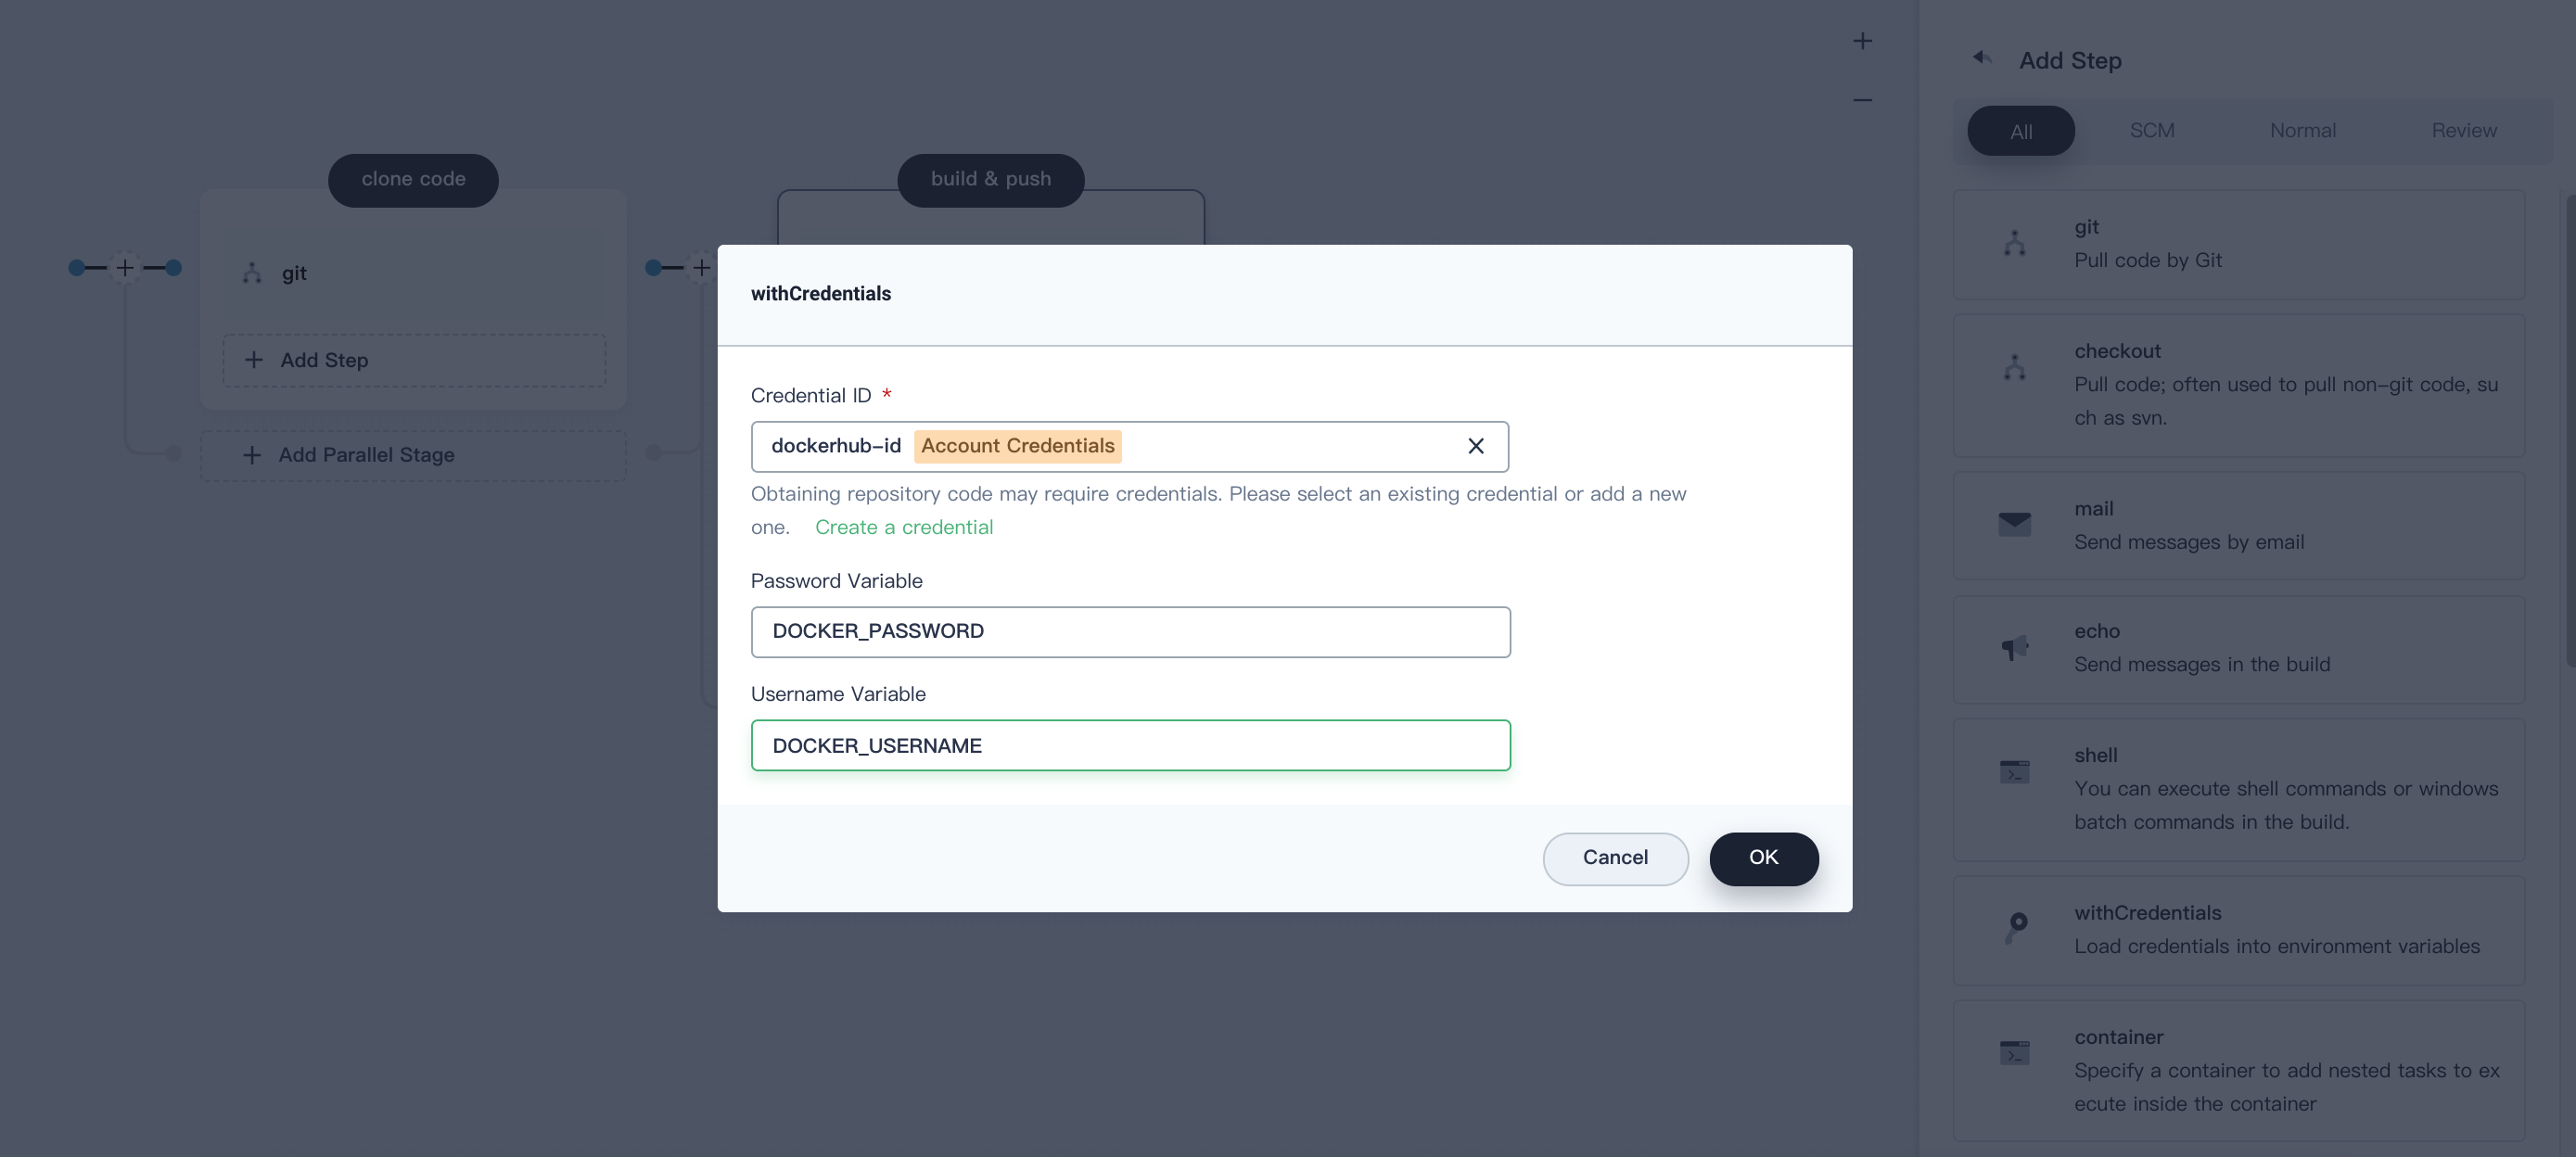 clone code
git
Add Step
Add Parallel Stage
build & push
withCredentials
Credential ID *
dockerhub-id Account Credentials
Obtaining repository code may require credentials. Please select an existing credential or add a new
one. Create a credential
Password Variable
DOCKER_PASSWORD
Username Variable
DOCKER_USERNAME
Cancel OK
Add Step
All SCM Normal Review
git
Pull code by Git
checkout
Pull code; often used to pull non-git code, su
ch as svn.
mail
Send messages by email
echo
Send messages in the build
shell
You can execute shell commands or windows
batch commands in the build.
withCredentials
Load credentials into environment variables
container
Specify a container to add nested tasks to ex
ecute inside the container